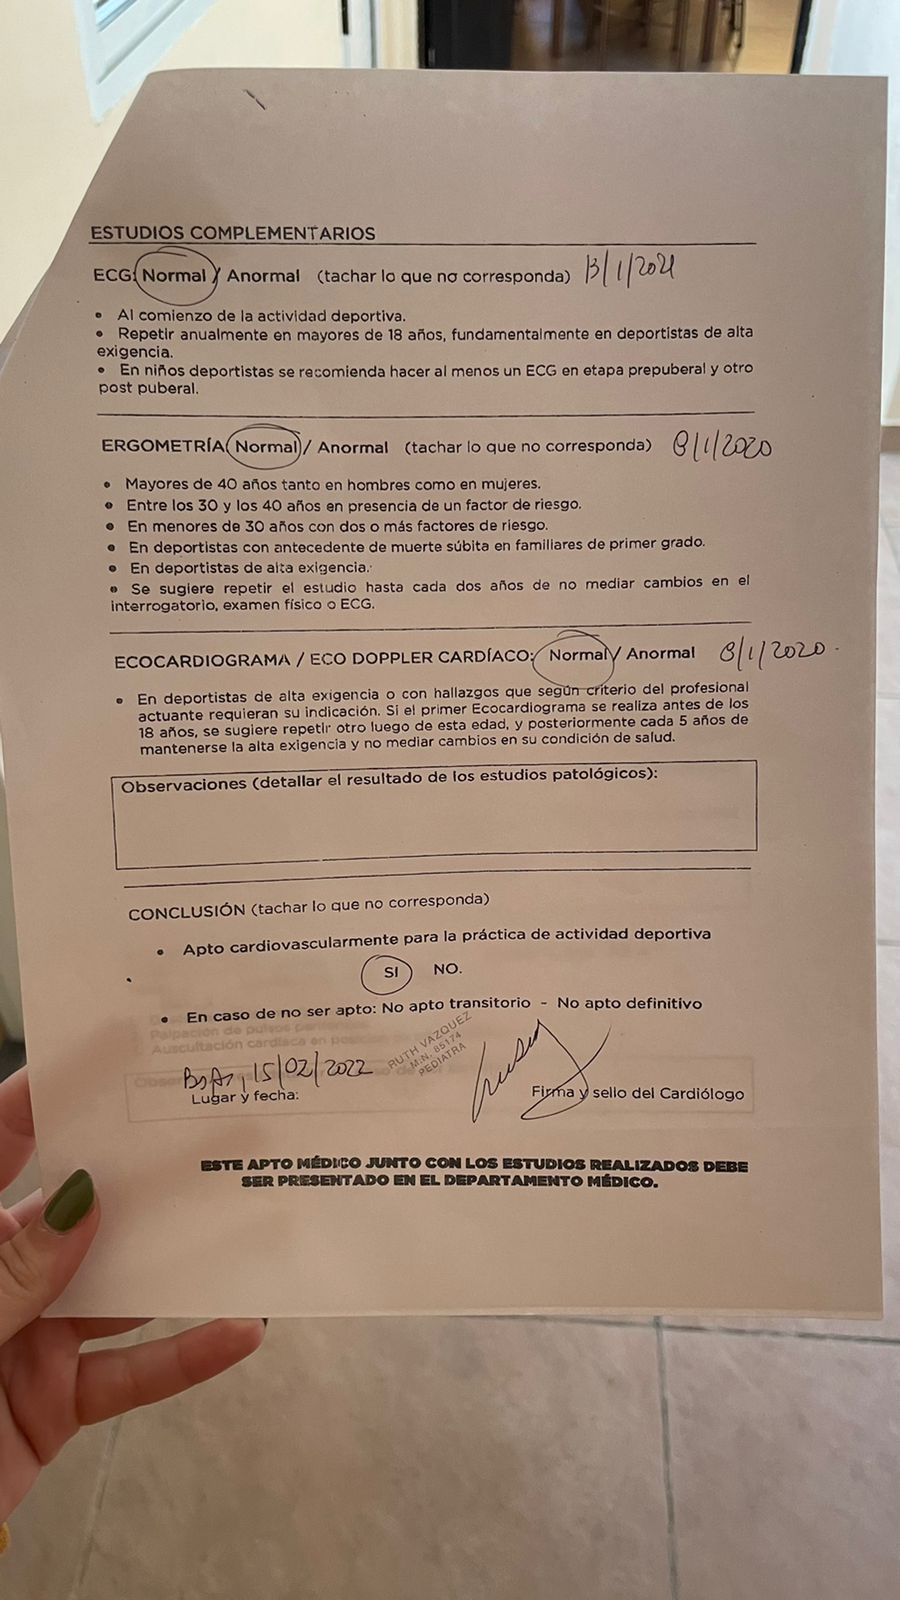 ESTUDIOS COMPLEMENTARIOS
ECG: Normal / Anormal (tachar lo que no corresponda) 13/1/2021
• Al comienzo de la actividad deportiva.
• Repetir anualmente en mayores de 18 años, fundamentalmente en deportistas de alta
exigencia.
• En niños deportistas se recomienda hacer al menos un ECG en etapa prepuberal y otro
post puberal.
ERGOMETRÍA Normal / Anormal (tachar lo que no corresponda) 8/1/2020
• Mayores de 40 años tanto en hombres como en mujeres.
• Entre los 30 y los 40 años en presencia de un factor de riesgo.
• En menores de 30 años con dos o más factores de riesgo.
• En deportistas con antecedente de muerte súbita en familiares de primer grado.
• En deportistas de alta exigencia.
• Se sugiere repetir el estudio hasta cada dos años de no mediar cambios en el
interrogatorio, examen físico o ECG.
ECOCARDIOGRAMA / ECO DOPPLER CARDÍACO: Normal / Anormal 8/1/2020
• En deportistas de alta exigencia o con hallazgos que según criterio del profesional
actuante requieran su indicación. Si el primer Ecocardiograma se realiza antes de los
18 años, se sugiere repetir otro luego de esta edad, y posteriormente cada 5 años de
mantenerse la alta exigencia y no mediar cambios en su condición de salud.
Observaciones (detallar el resultado de los estudios patológicos):
CONCLUSIÓN (tachar lo que no corresponda)
• Apto cardiovascularmente para la práctica de actividad deportiva
SI NO.
• En caso de no ser apto: No apto transitorio - No apto definitivo
Palpación de pulsos
Auscultación cardíaca en posición
RUTH VAZQUEZ
M.N. 65174
PEDIATRA
BsAs, 15/02/2022
Lugar y fecha:
Firma y sello del Cardiólogo
ESTE APTO MÉDICO JUNTO CON LOS ESTUDIOS REALIZADOS DEBE
SER PRESENTADO EN EL DEPARTAMENTO MÉDICO.